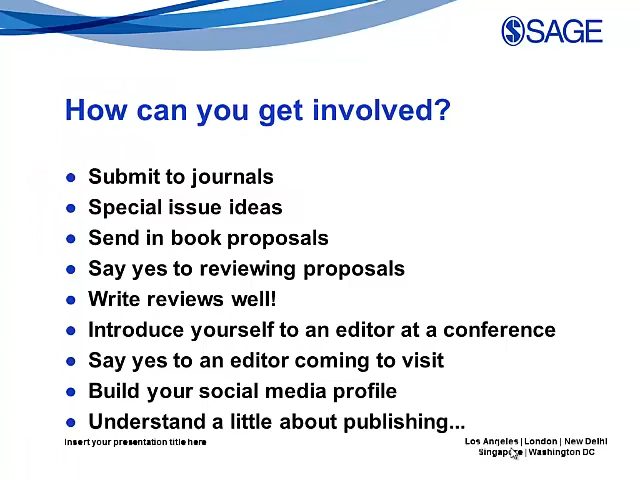 SAGE
How can you get involved?
● Submit to journals
● Special issue ideas
● Send in book proposals
● Say yes to reviewing proposals
● Write reviews well!
● Introduce yourself to an editor at a conference
● Say yes to an editor coming to visit
● Build your social media profile
● Understand a little about publishing...
Insert your presentation title here
Los Angeles | London | New Delhi
Singapore | Washington DC